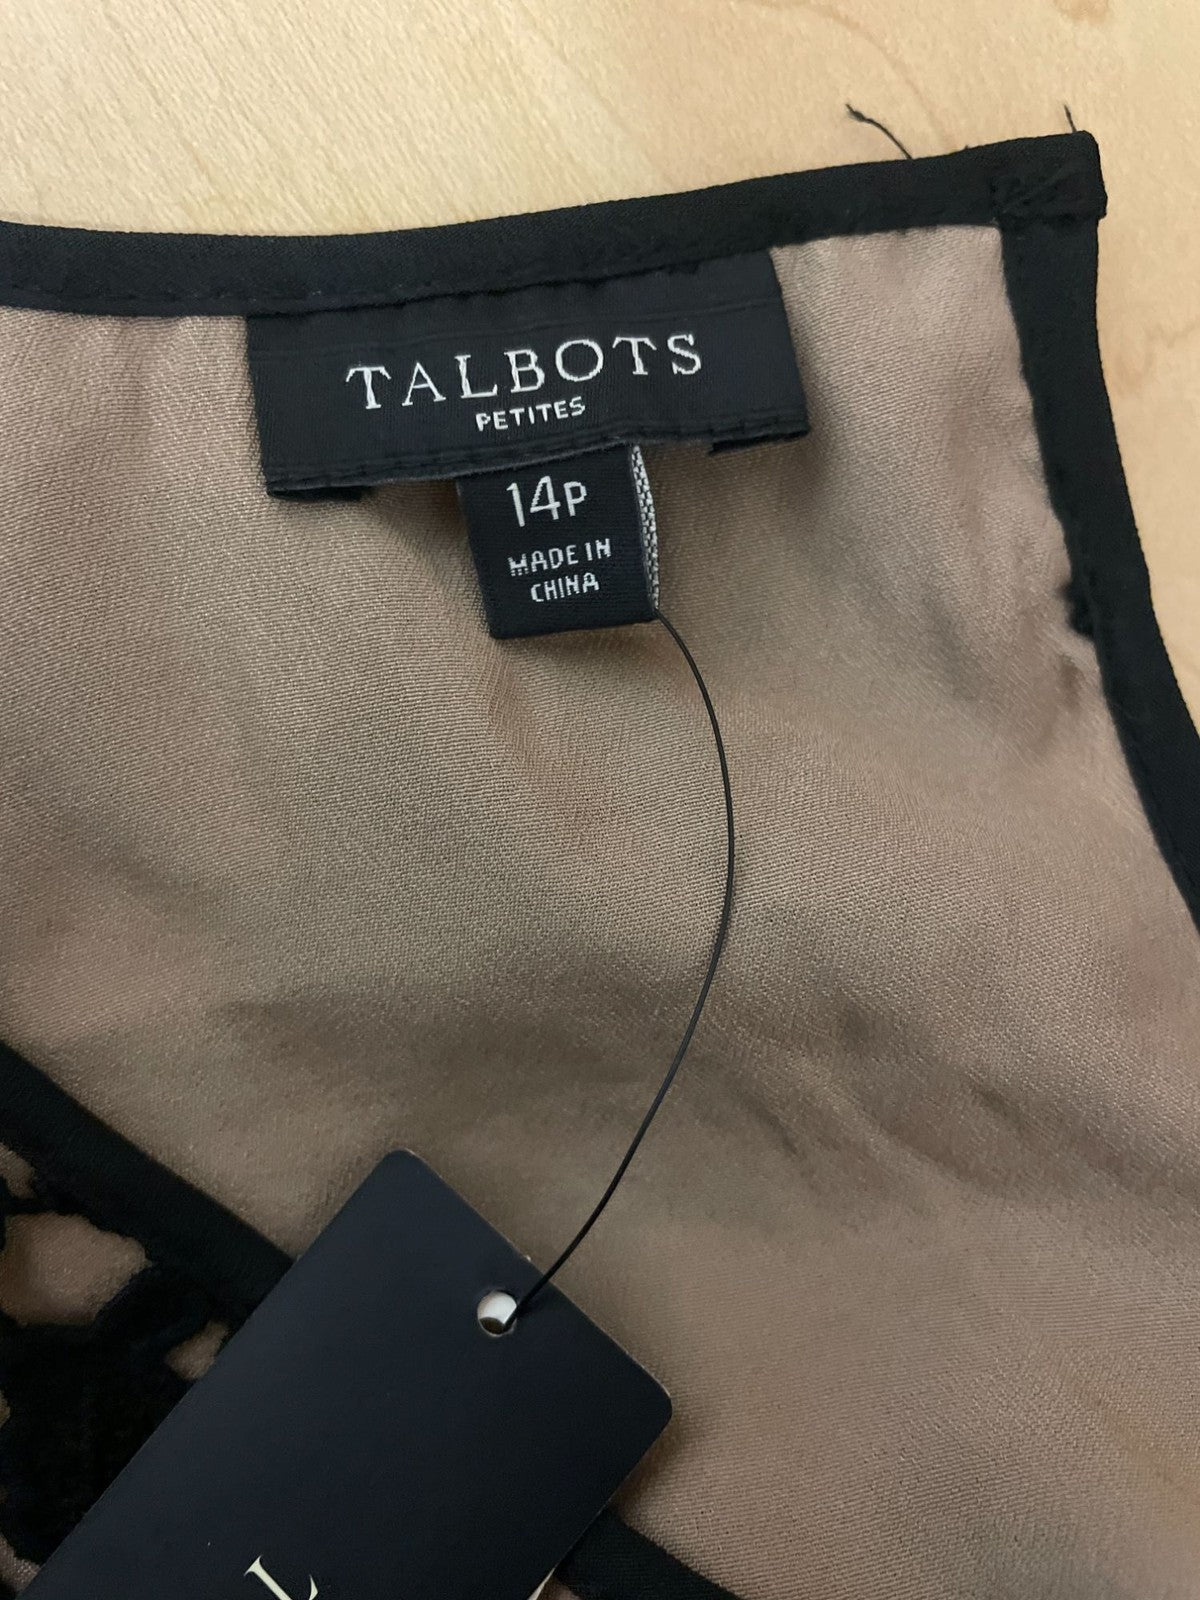 TALBOTS
PETITES
14P
MADE IN
CHINA
L